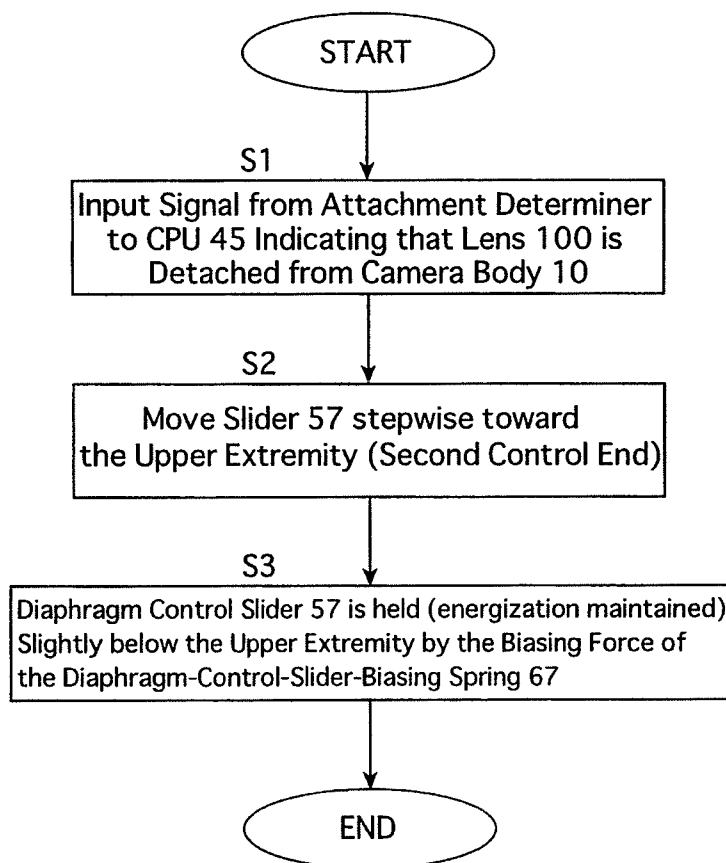 START
S1
Input Signal from Attachment Determiner
to CPU 45 Indicating that Lens 100 is
Detached from Camera Body 10
S2
Move Slider 57 stepwise toward
the Upper Extremity (Second Control End)
S3
Diaphragm Control Slider 57 is held (energization maintained)
Slightly below the Upper Extremity by the Biasing Force of
the Diaphragm-Control-Slider-Biasing Spring 67
END